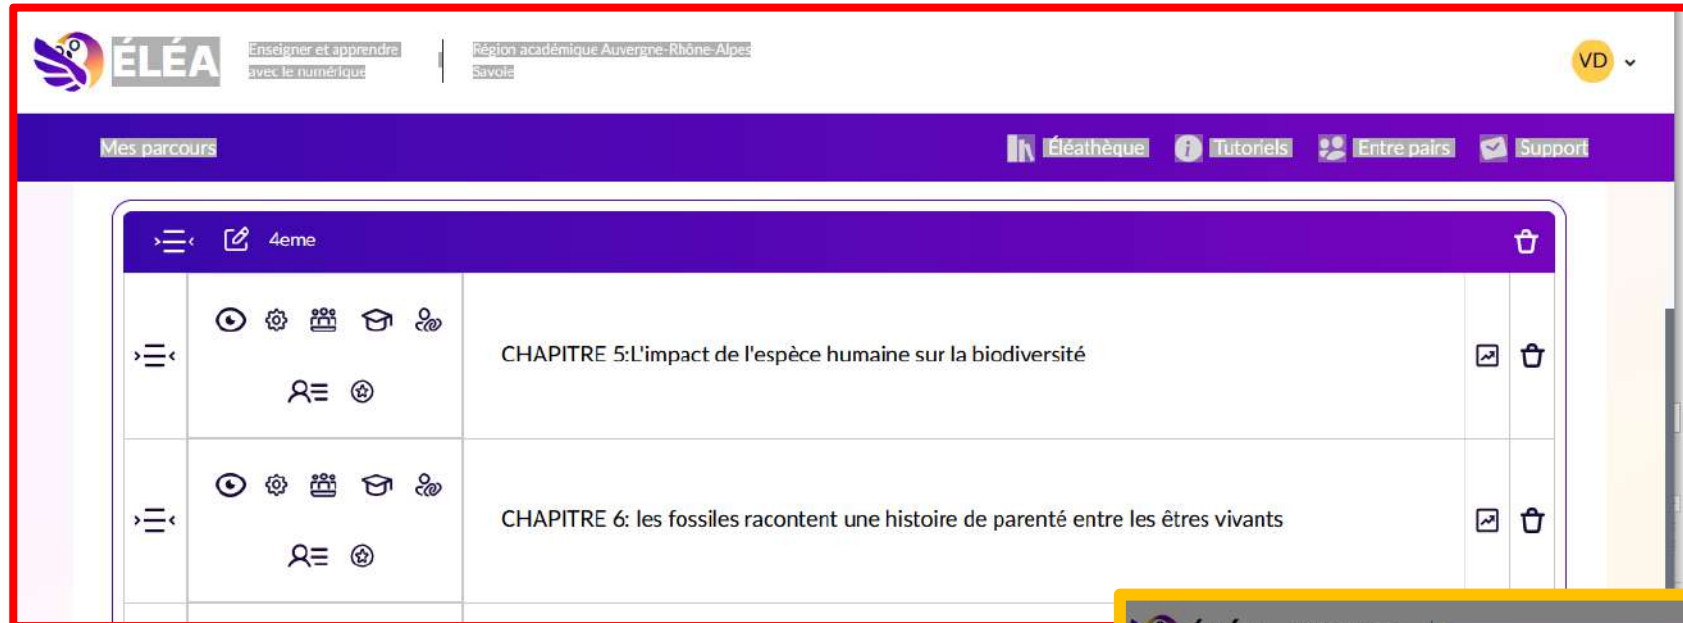 ÉLÉA
Enseigner et apprendre
avec le numérique
Région académique Auvergne-Rhône-Alpes
Savoie
VD
Mes parcours
Éléathèque
Tutoriels
Entre pairs
Support
4eme
CHAPITRE 5:L'impact de l'espèce humaine sur la biodiversité
CHAPITRE 6: les fossiles racontent une histoire de parenté entre les êtres vivants